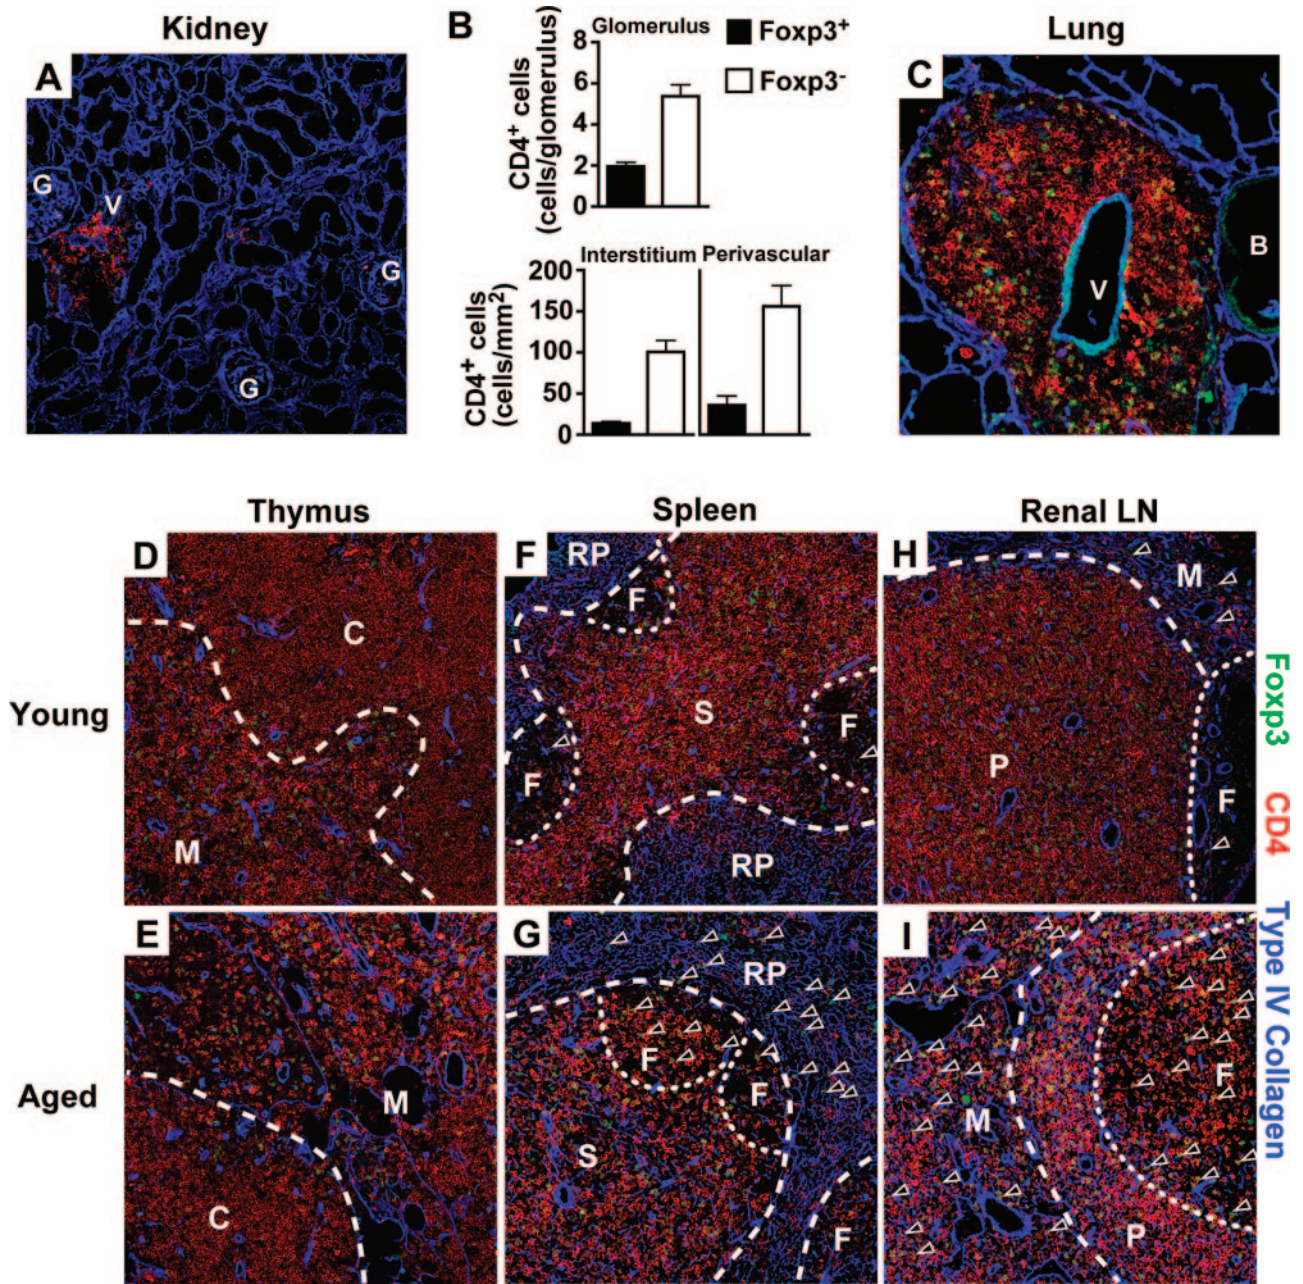 Kidney
B
Lung
A
G
V
G
G
Glomerulus
Foxp3⁺
Foxp3⁻
CD4⁺ cells
(cells/glomerulus)
8
6
4
2
0
Interstitium
Perivascular
CD4⁺ cells
(cells/mm²)
200
150
100
50
0
C
V
B
Thymus
Spleen
Renal LN
Young
D
C
M
F
RP
F
S
F
F
RP
H
M
P
F
Aged
E
M
C
G
RP
F
F
S
F
I
F
M
P
Foxp3 CD4 Type IV Collagen